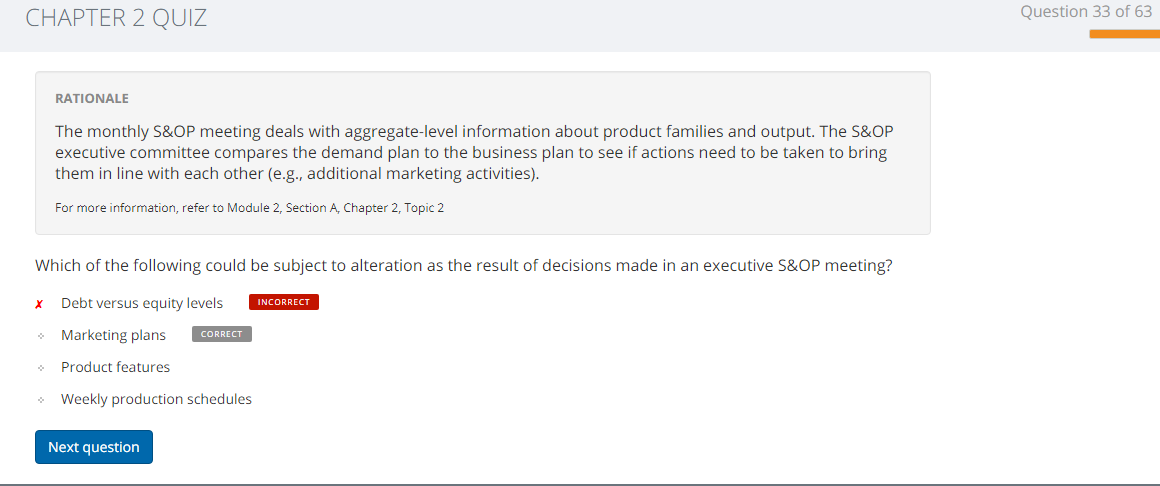 CHAPTER 2 QUIZ
Question 33 of 63
RATIONALE
The monthly S&OP meeting deals with aggregate-level information about product families and output. The S&OP
executive committee compares the demand plan to the business plan to see if actions need to be taken to bring
them in line with each other (e.g., additional marketing activities).
For more information, refer to Module 2, Section A, Chapter 2, Topic 2
Which of the following could be subject to alteration as the result of decisions made in an executive S&OP meeting?
✗ Debt versus equity levels INCORRECT
Marketing plans CORRECT
Product features
Weekly production schedules
Next question